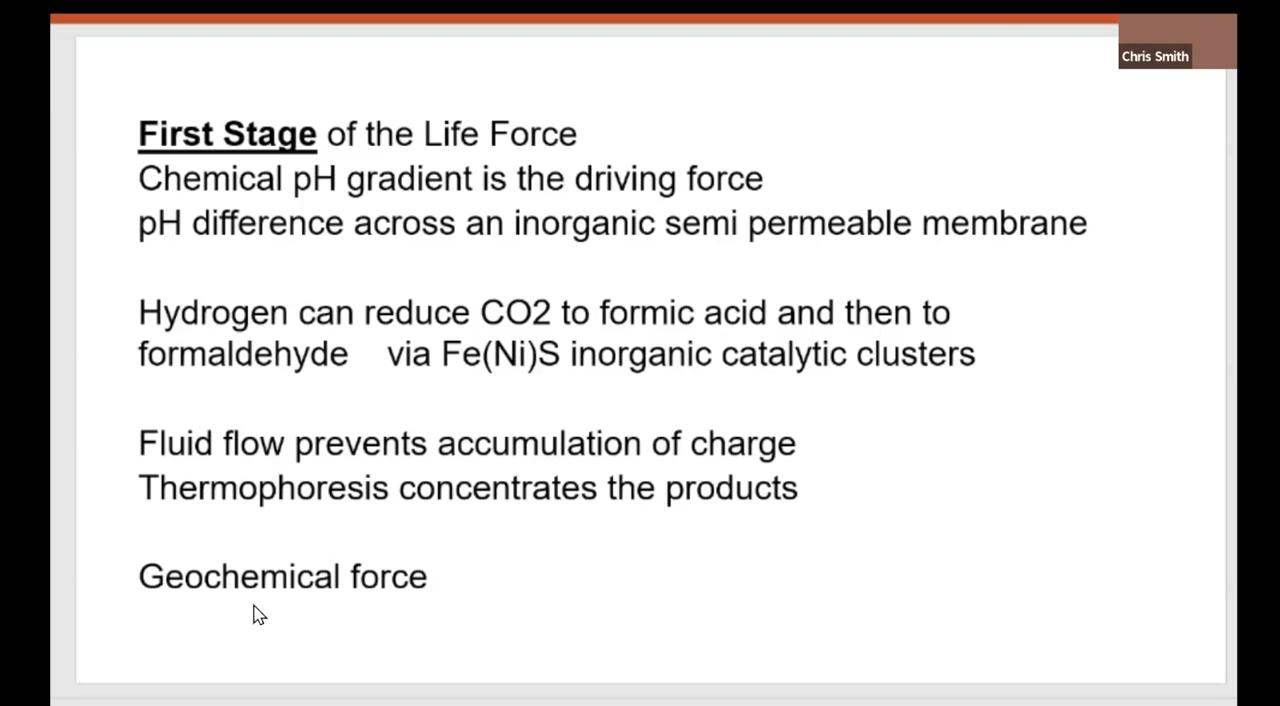 Chris Smith
First Stage of the Life Force
Chemical pH gradient is the driving force
pH difference across an inorganic semi permeable membrane
Hydrogen can reduce CO2 to formic acid and then to
formaldehyde via Fe(Ni)S inorganic catalytic clusters
Fluid flow prevents accumulation of charge
Thermophoresis concentrates the products
Geochemical force